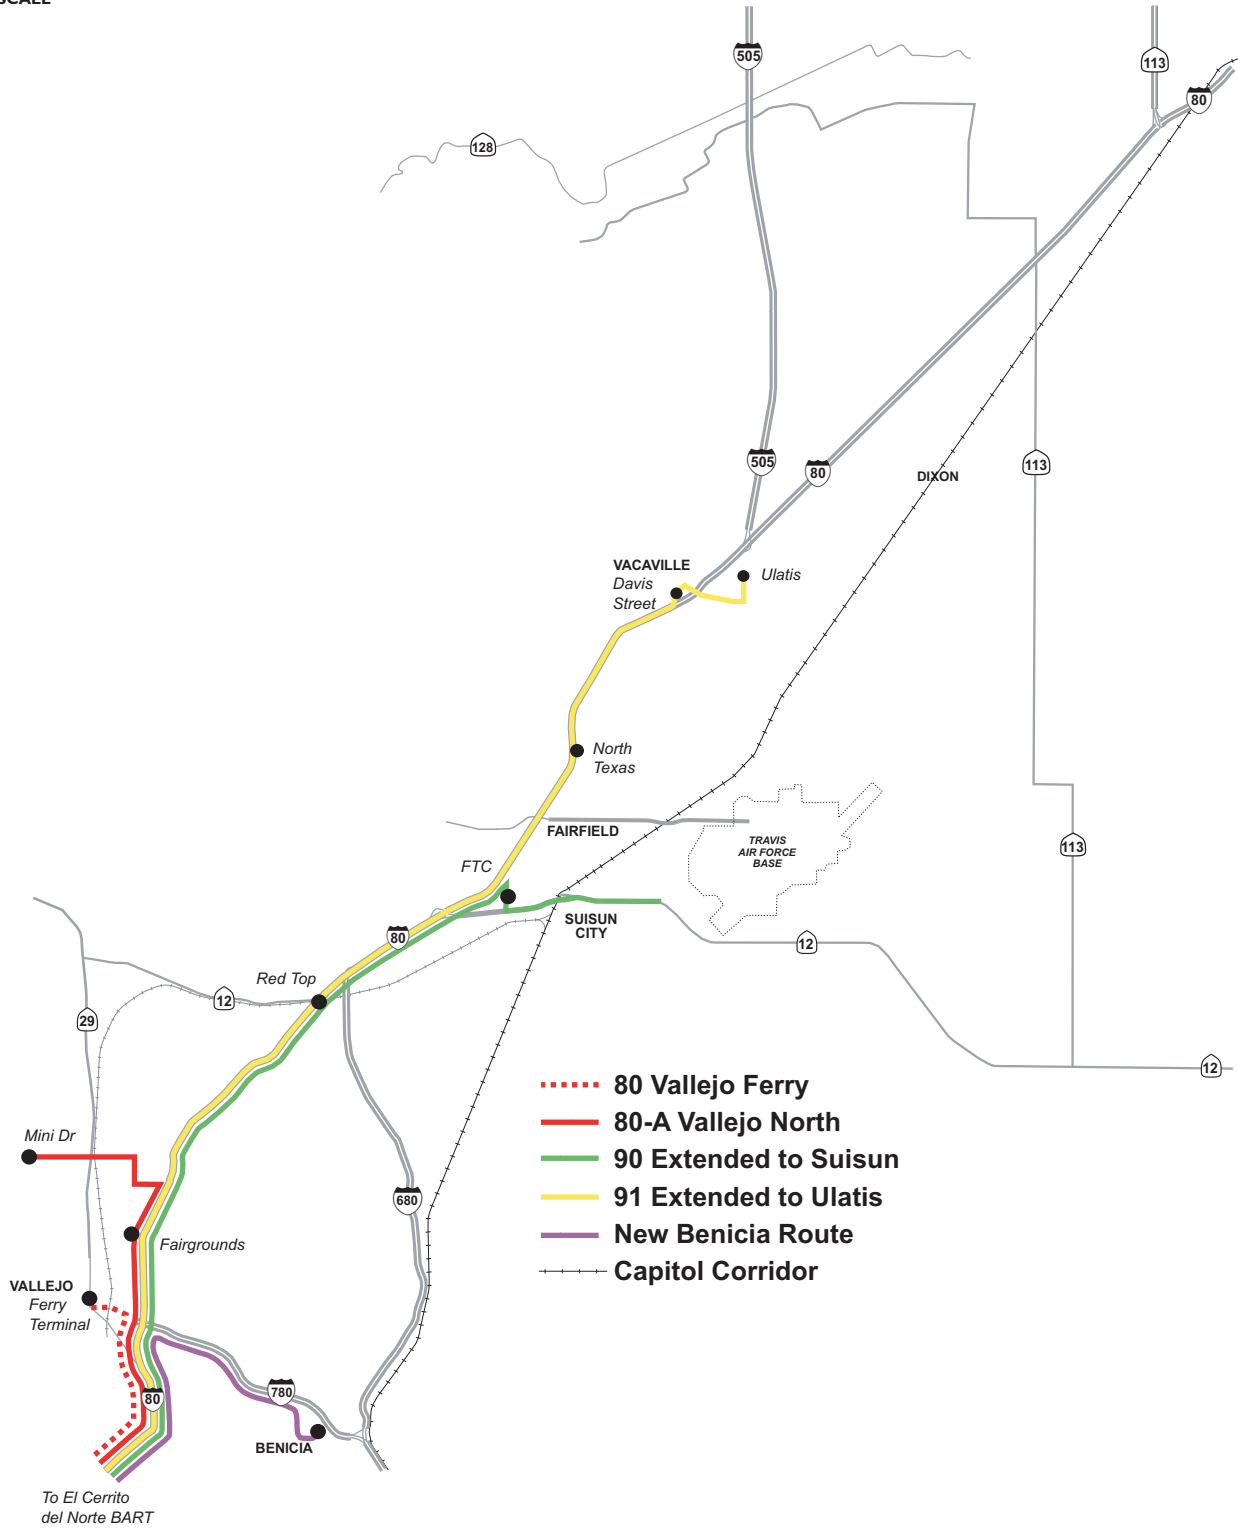 SCALE
505
113
80
128
505
80
DIXON
113
VACAVILLE
Davis
Street
Ulatis
North
Texas
FAIRFIELD
TRAVIS
AIR FORCE
BASE
113
FTC
SUISUN
CITY
80
12
Red Top
12
29
12
80 Vallejo Ferry
80-A Vallejo North
90 Extended to Suisun
91 Extended to Ulatis
New Benicia Route
Capitol Corridor
Mini Dr
680
Fairgrounds
VALLEJO
Ferry
Terminal
80
780
BENICIA
To El Cerrito
del Norte BART